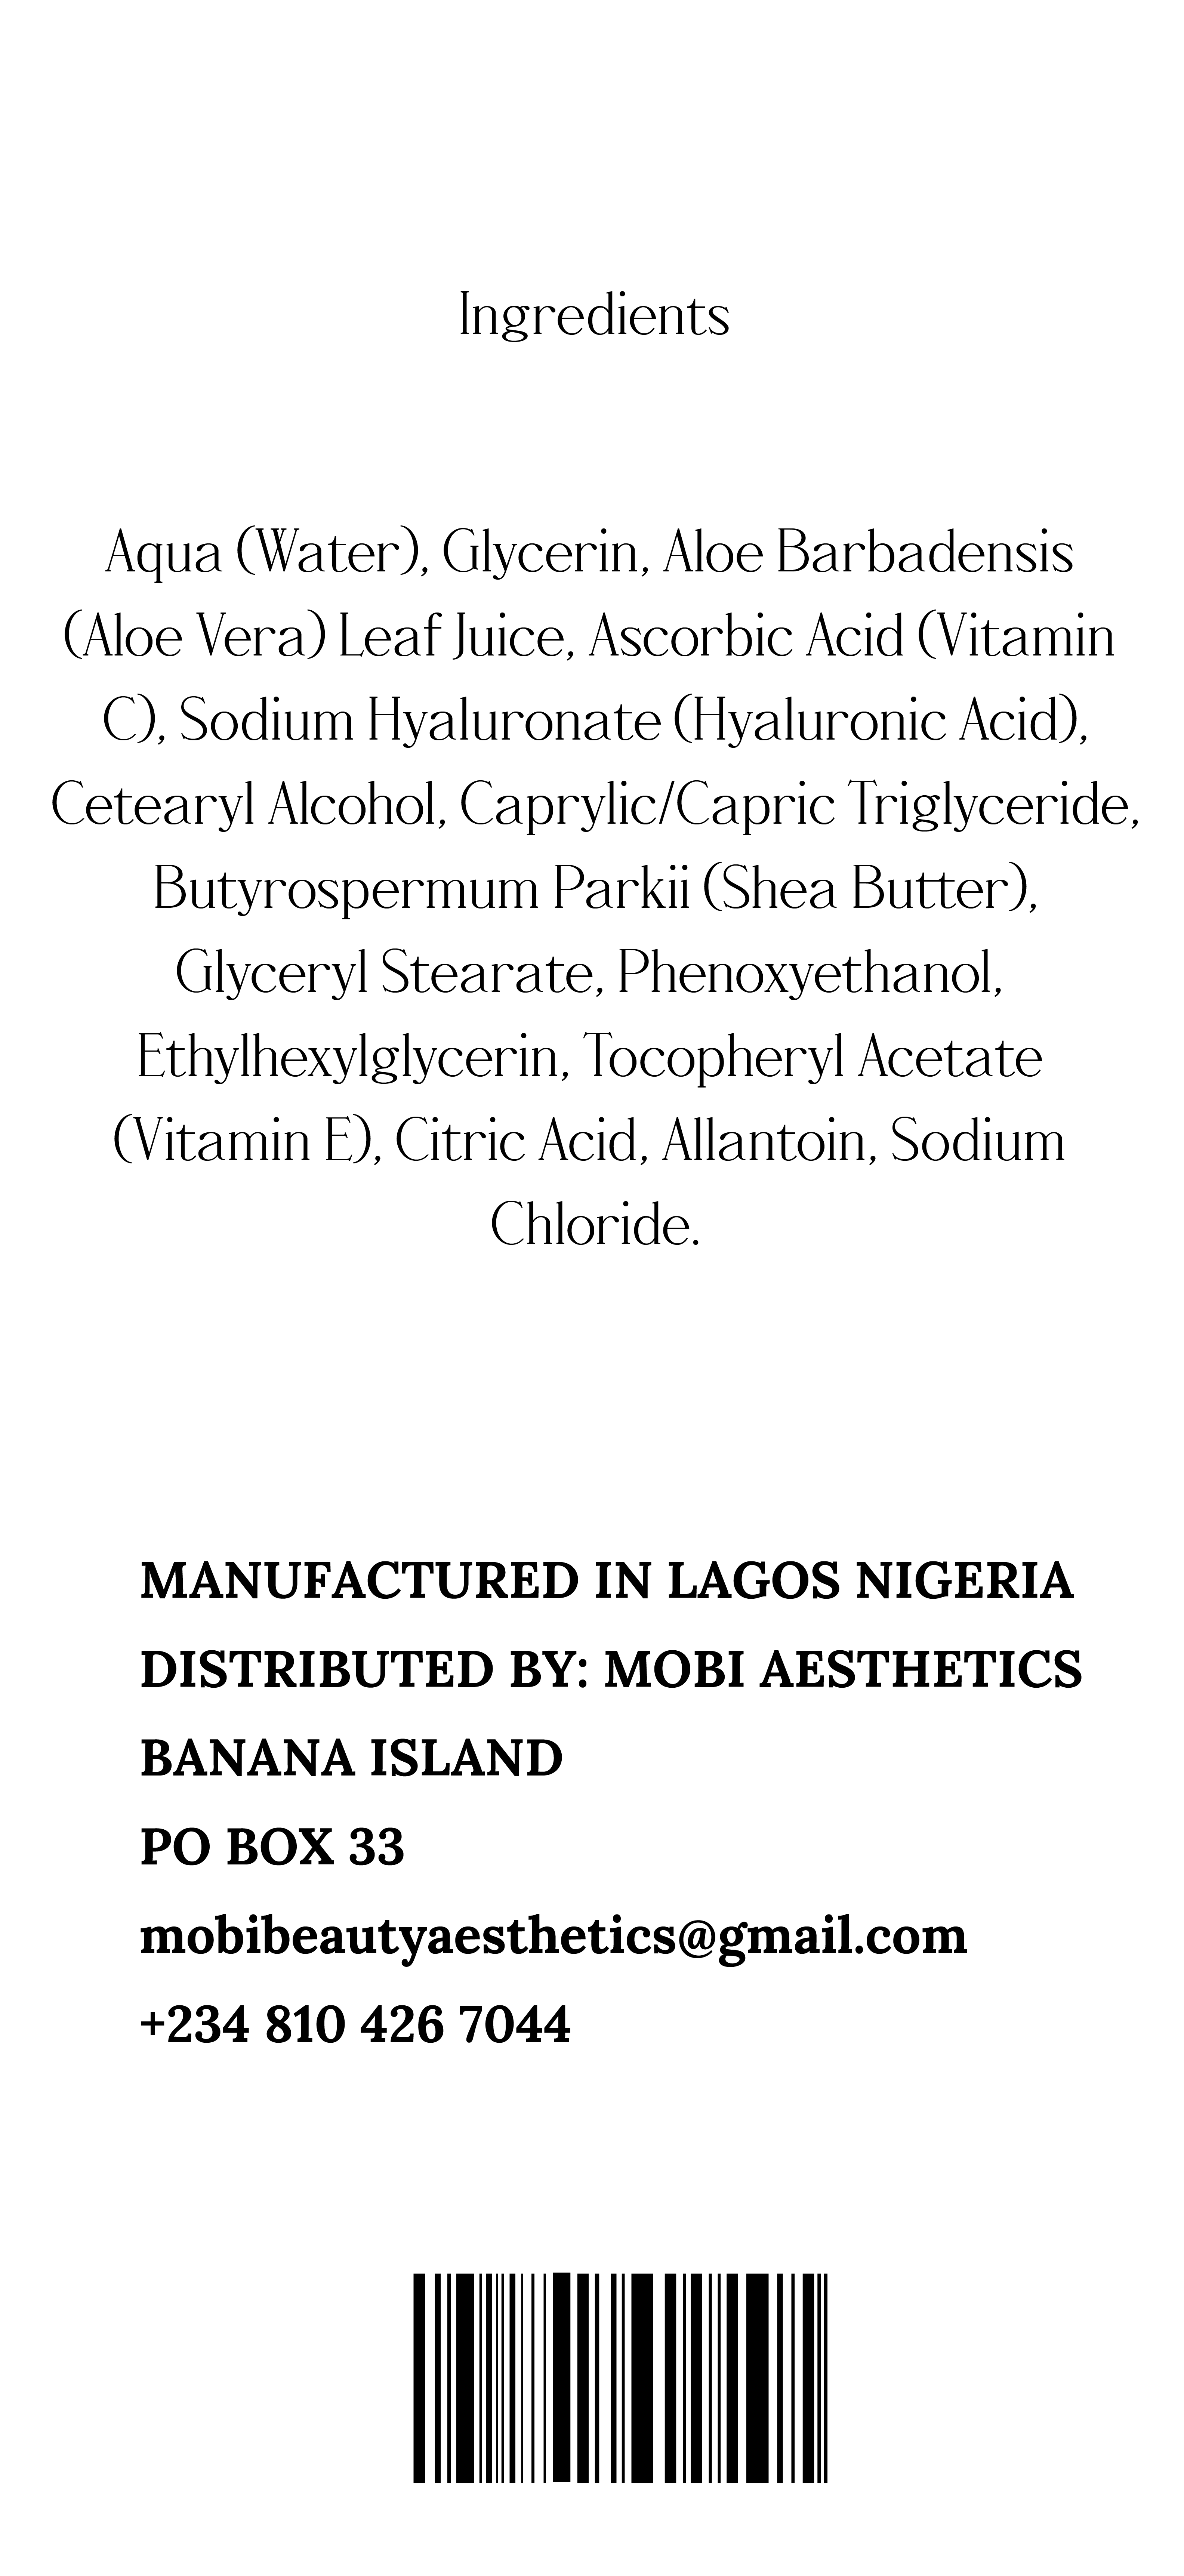 Ingredients
Aqua (Water), Glycerin, Aloe Barbadensis
(Aloe Vera) Leaf Juice, Ascorbic Acid (Vitamin
C), Sodium Hyaluronate (Hyaluronic Acid),
Cetearyl Alcohol, Caprylic/Capric Triglyceride,
Butyrospermum Parkii (Shea Butter),
Glyceryl Stearate, Phenoxyethanol,
Ethylhexylglycerin, Tocopheryl Acetate
(Vitamin E), Citric Acid, Allantoin, Sodium
Chloride.
MANUFACTURED IN LAGOS NIGERIA
DISTRIBUTED BY: MOBI AESTHETICS
BANANA ISLAND
PO BOX 33
mobibeautyaesthetics@gmail.com
+234 810 426 7044